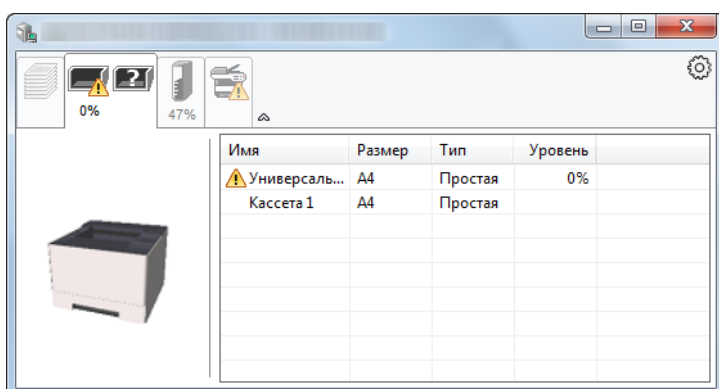 ?
0%
47%
Имя Размер Тип Уровень
Универсаль... A4 Простая 0%
Кассета 1 A4 Простая